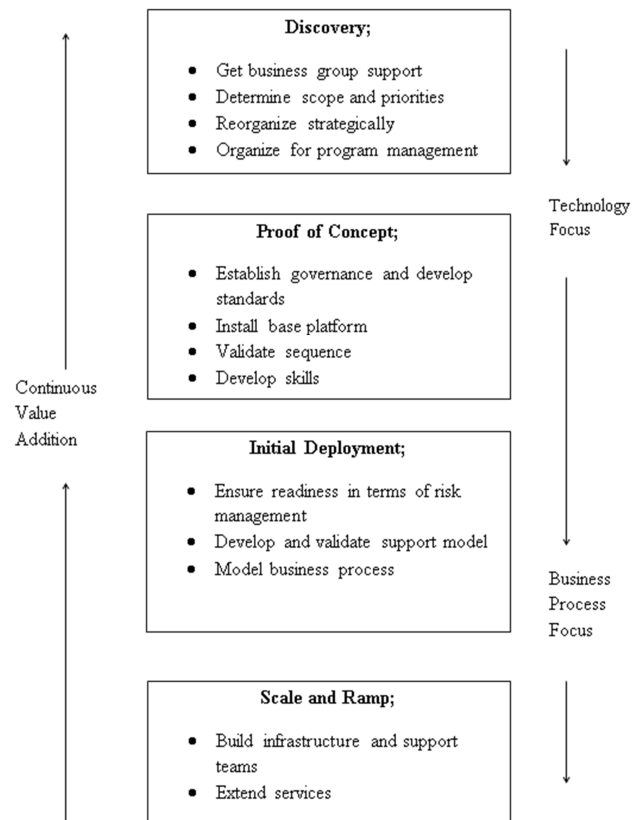 Discovery;
● Get business group support
● Determine scope and priorities
● Reorganize strategically
● Organize for program management
Technology
Focus
Proof of Concept;
● Establish governance and develop
standards
● Install base platform
● Validate sequence
● Develop skills
Continuous
Value
Addition
Initial Deployment;
● Ensure readiness in terms of risk
management
● Develop and validate support model
● Model business process
Business
Process
Focus
Scale and Ramp;
● Build infrastructure and support
teams
● Extend services